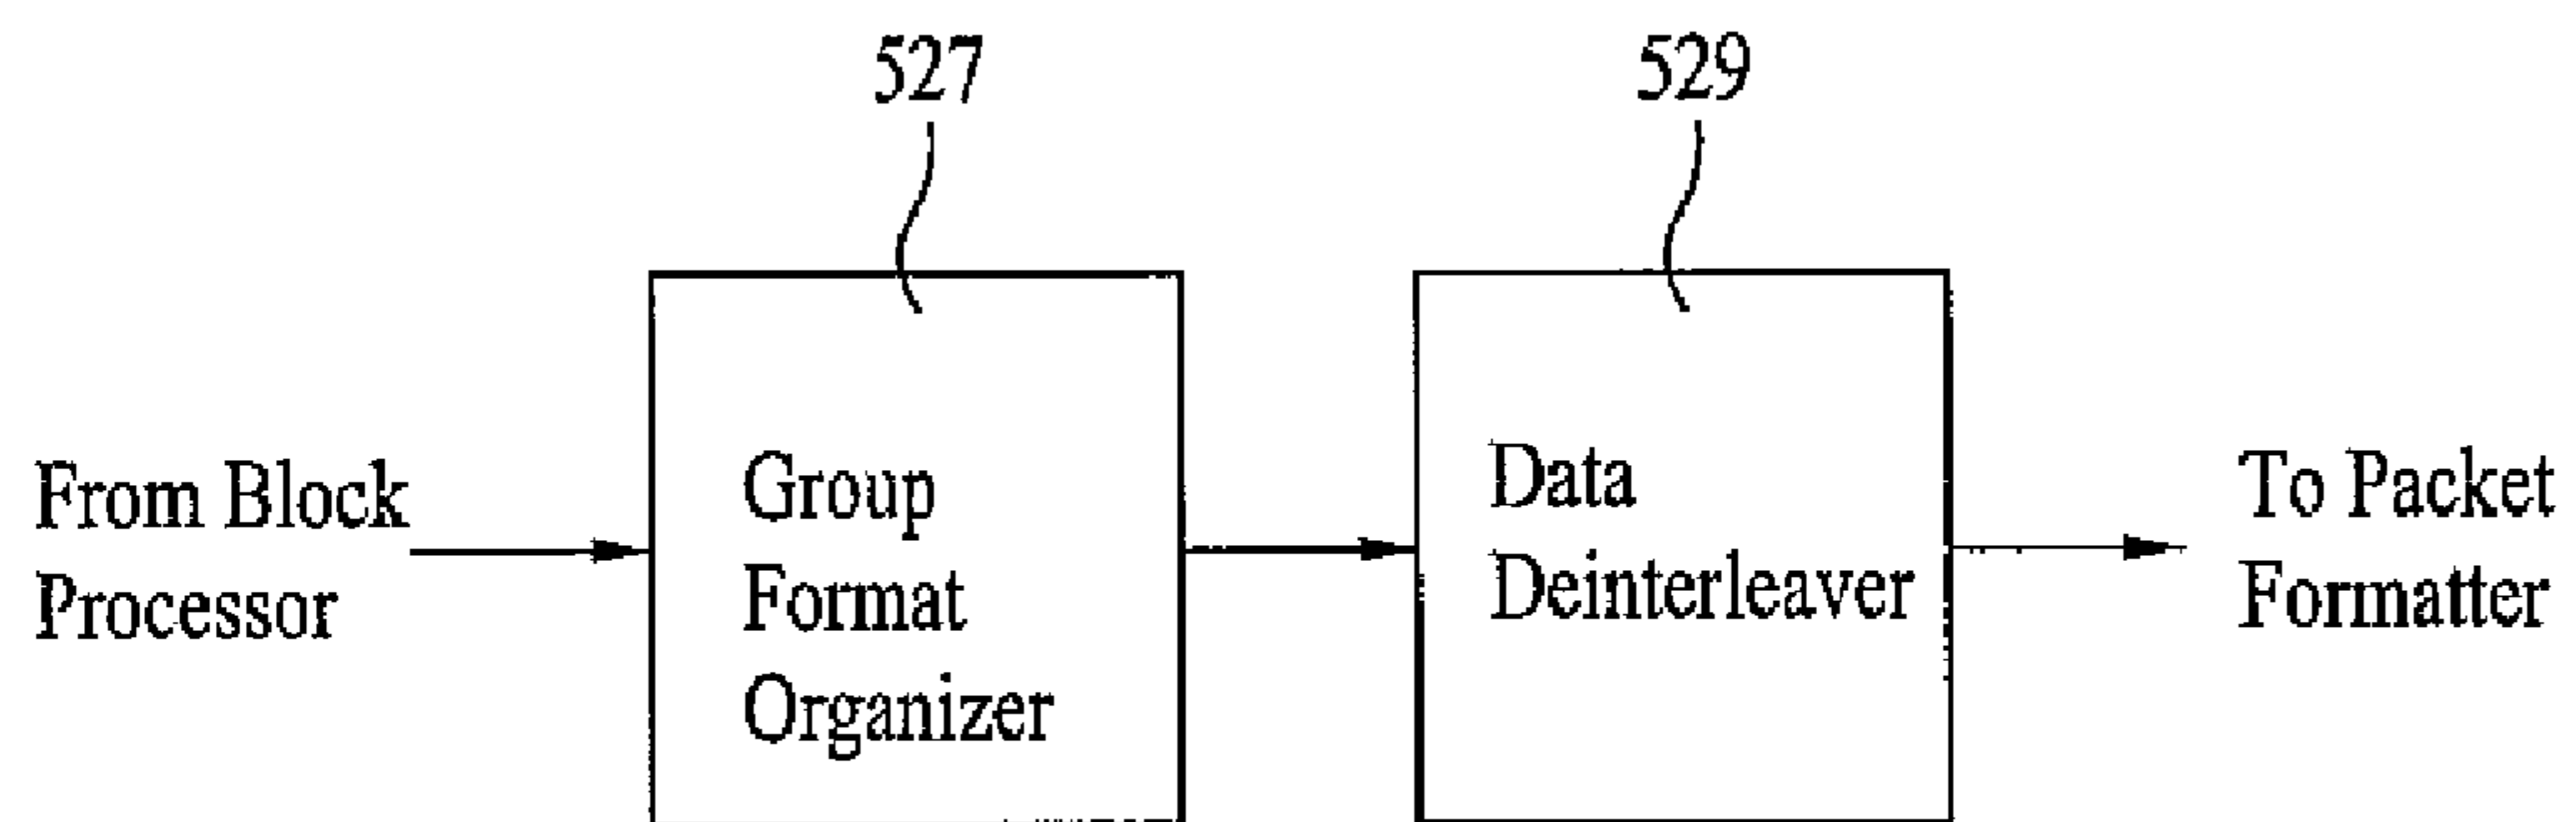 527
529
From Block
Processor
Group
Format
Organizer
Data
Deinterleaver
To Packet
Formatter